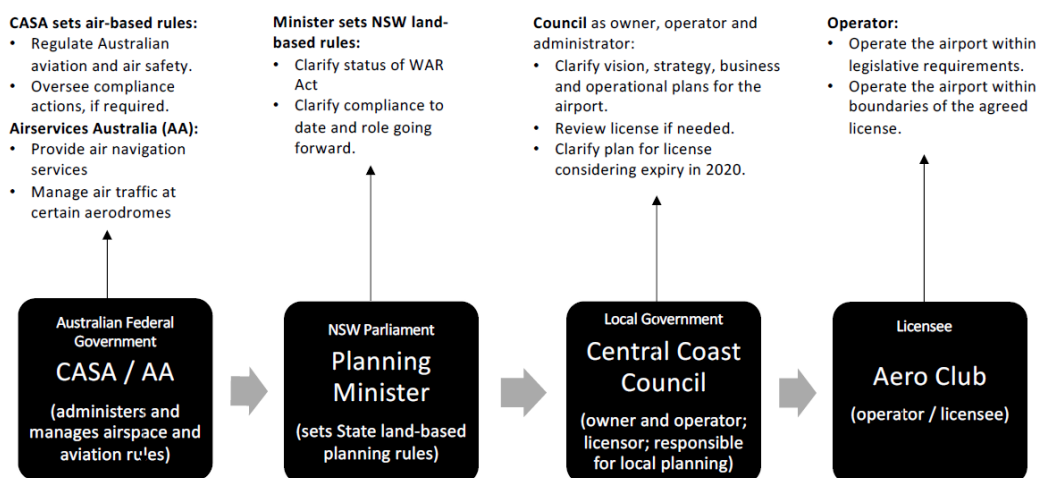 CASA sets air-based rules:
• Regulate Australian
aviation and air safety.
• Oversee compliance
actions, if required.
Airservices Australia (AA):
• Provide air navigation
services
• Manage air traffic at
certain aerodromes
Minister sets NSW land-
based rules:
• Clarify status of WAR
Act
• Clarify compliance to
date and role going
forward.
Council as owner, operator and
administrator:
• Clarify vision, strategy, business
and operational plans for the
airport.
• Review license if needed.
• Clarify plan for license
considering expiry in 2020.
Operator:
• Operate the airport within
legislative requirements.
• Operate the airport within
boundaries of the agreed
license.
Australian Federal
Government
CASA / AA
(administers and
manages airspace and
aviation rules)
NSW Parliament
Planning
Minister
(sets State land-based
planning rules)
Local Government
Central Coast
Council
(owner and operator;
licensor; responsible
for local planning)
Licensee
Aero Club
(operator / licensee)